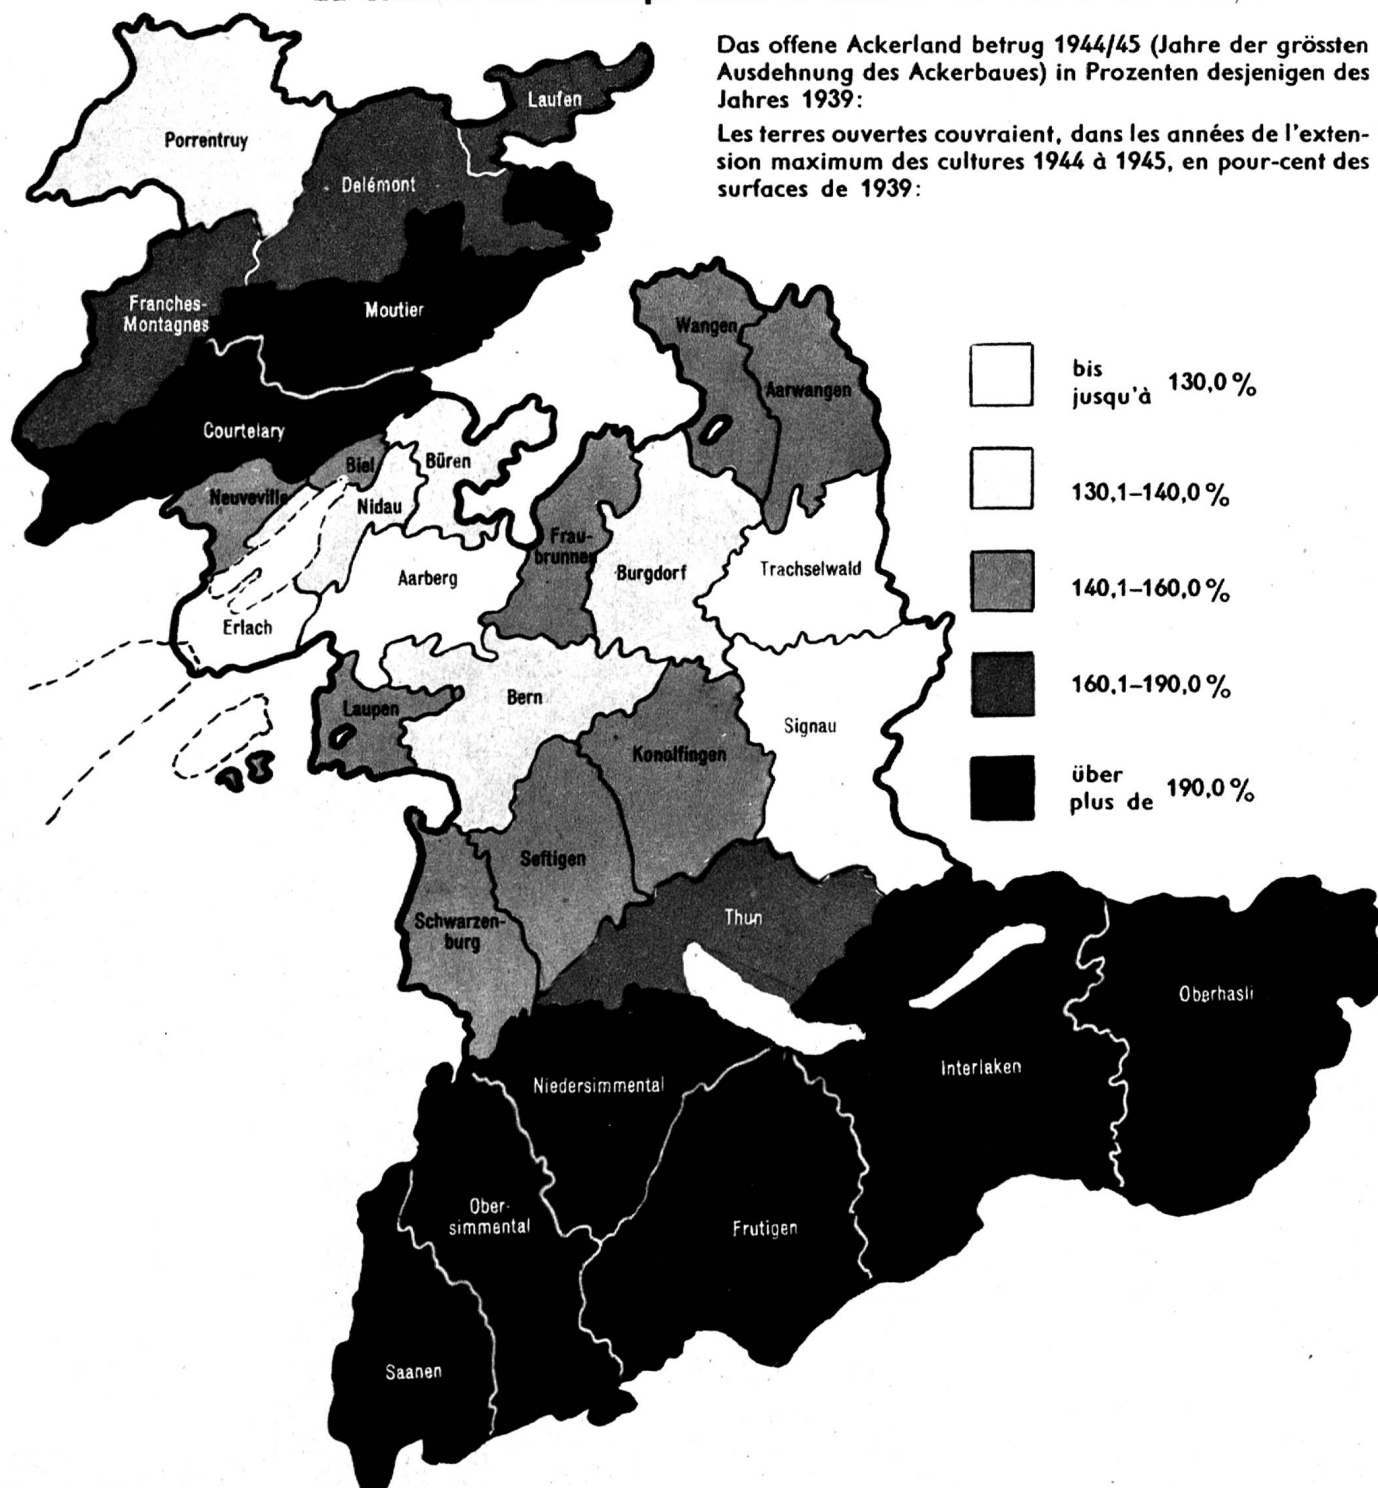 Das offene Ackerland betrug 1944/45 (Jahre der grössten
Ausdehnung des Ackerbaues) in Prozenten desjenigen des
Jahres 1939:
Les terres ouvertes couvraient, dans les années de l'exten-
sion maximum des cultures 1944 à 1945, en pour-cent des
surfaces de 1939:
Laufen
Porrentruy
Delémont
Franches-
Montagnes
Moutier
Wangen
Aarwangen
Courtelary
Biel
Büren
Neuveville
Nidau
Frau-
brunnen
Aarberg
Burgdorf
Trachselwald
Erlach
Bern
Laupen
Signau
Konolfingen
Seftigen
Schwarzen-
burg
Thun
Oberhasli
Interlaken
Niedersimmental
Ober-
simmental
Frutigen
Saanen
bis
jusqu'à 130,0%
130,1–140,0%
140,1–160,0%
160,1–190,0%
über
plus de 190,0%